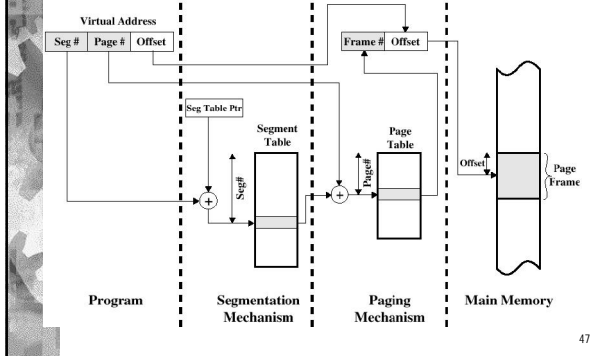 Virtual Address
Seg # Page # Offset
Frame # Offset
Seg Table Ptr
Segment
Table
Page
Table
Seg#
Page#
+
+
Offset
Page
Frame
Program
Segmentation
Mechanism
Paging
Mechanism
Main Memory
47